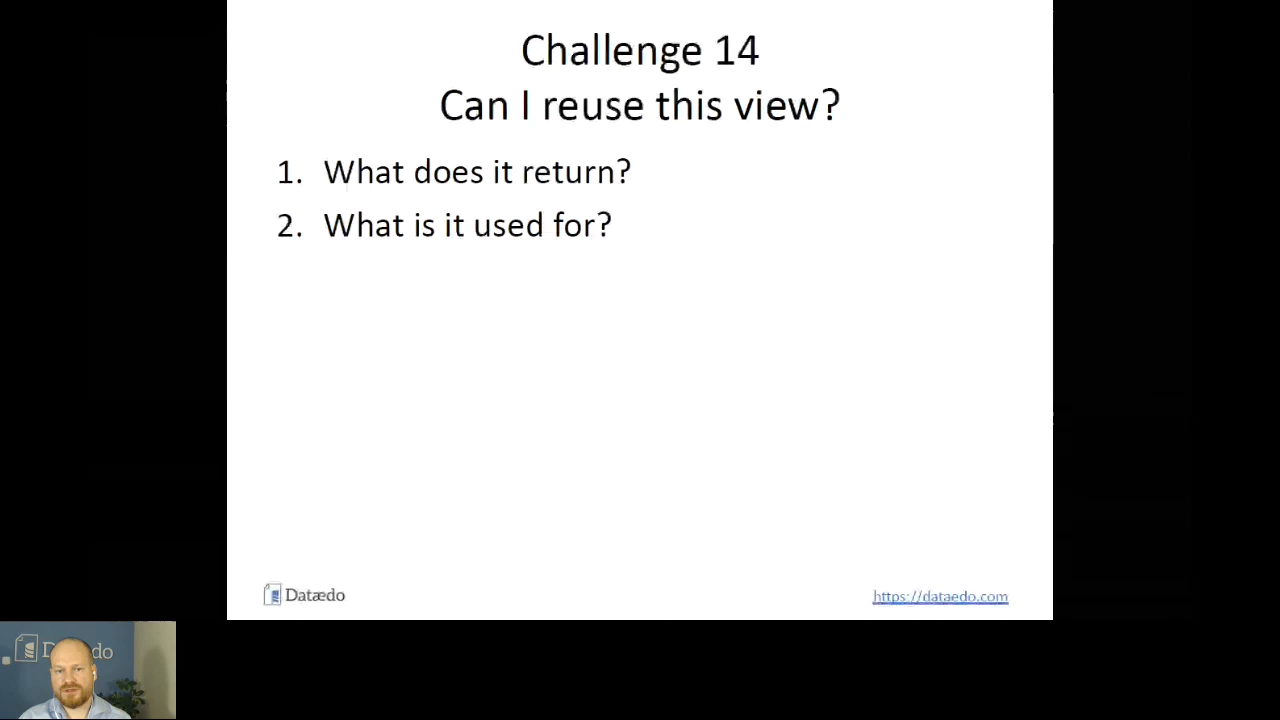 Challenge 14
Can I reuse this view?
1. What does it return?
2. What is it used for?
Dataedo
https://dataedo.com